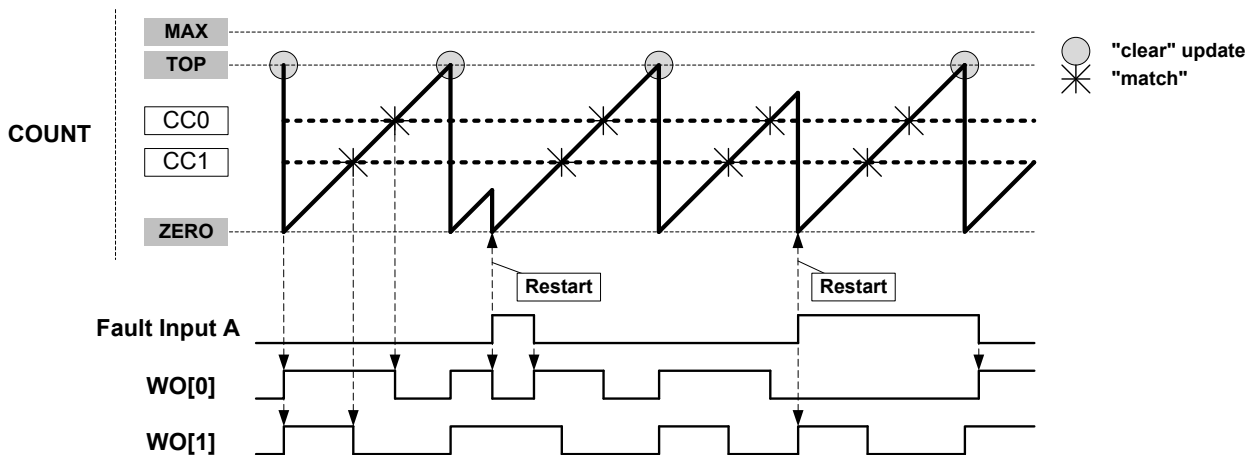 MAX
"clear" update
TOP
"match"
CC0
COUNT
CC1
ZERO
Restart
Restart
Fault Input A
WO[0]
WO[1]